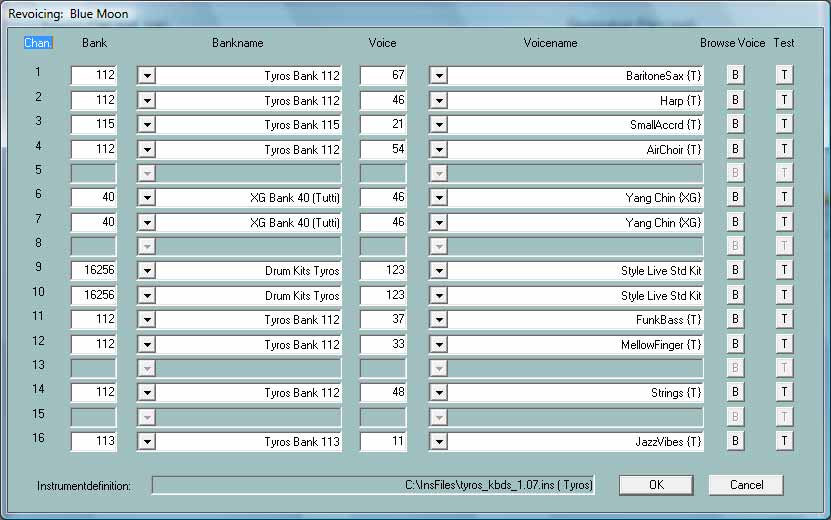 Revoicing: Blue Moon
Chan. Bank Bankname Voice Voicename Browse Voice Test
1 112 Tyros Bank 112 67 BaritoneSax {T} B T
2 112 Tyros Bank 112 46 Harp {T} B T
3 115 Tyros Bank 115 21 SmallAccrd {T} B T
4 112 Tyros Bank 112 54 AirChoir {T} B T
5 B T
6 40 XG Bank 40 (Tutti) 46 Yang Chin {XG} B T
7 40 XG Bank 40 (Tutti) 46 Yang Chin {XG} B T
8 B T
9 16256 Drum Kits Tyros 123 Style Live Std Kit B T
10 16256 Drum Kits Tyros 123 Style Live Std Kit B T
11 112 Tyros Bank 112 37 FunkBass {T} B T
12 112 Tyros Bank 112 33 MellowFinger {T} B T
13 B T
14 112 Tyros Bank 112 48 Strings {T} B T
15 B T
16 113 Tyros Bank 113 11 JazzVibes {T} B T
Instrumentdefinition: C:\InsFiles\tyros_kbds_1.07.ins ( Tyros) OK Cancel